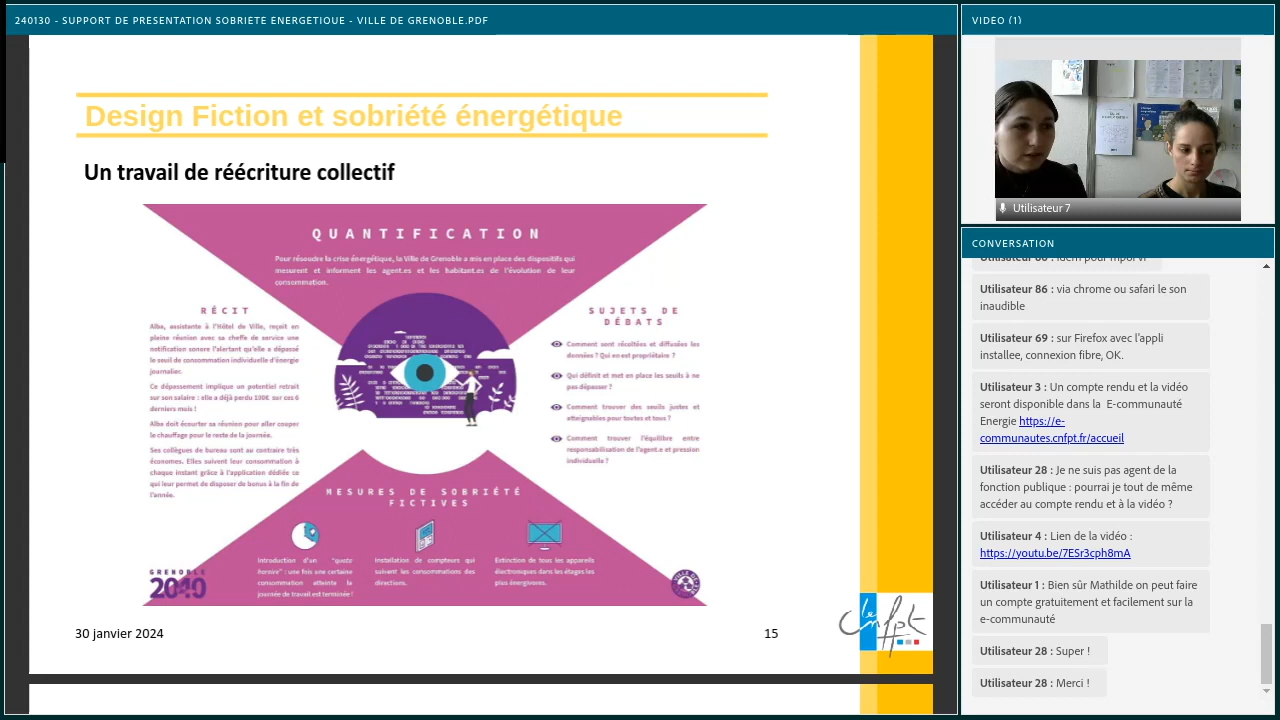 240130 - SUPPORT DE PRÉSENTATION SOBRIÉTÉ ÉNERGÉTIQUE - VILLE DE GRENOBLE.PDF
Design Fiction et sobriété énergétique
Un travail de réécriture collectif
QUANTIFICATION
Pour résoudre la crise énergétique, la Ville de Grenoble a mis en place des dispositifs qui
mesurent et informent les agent.es et les habitant.es de l'évolution de leur
consommation.
RÉCIT
Alba, assistante à l'Hôtel de Ville, reçoit en
pleine réunion avec sa cheffe de service une
notification sonore l'alertant qu'elle a dépassé
le seuil de consommation individuelle d'énergie
journalier.
Ce dépassement implique un potentiel retrait
sur son salaire : elle a déjà perdu 100€ sur ces 6
derniers mois !
Alba doit écourter sa réunion pour aller couper
le chauffage pour le reste de la journée.
Ses collègues de bureau sont au contraire très
économes. Elles suivent leur consommation à
chaque instant grâce à l'application dédiée ce
qui leur permet de disposer de bonus à la fin de
l'année.
SUJETS DE
DÉBATS
Comment sont récoltées et diffusées les
données ? Qui en est propriétaire ?
Qui définit et met en place les seuils à ne
pas dépasser ?
Comment trouver des seuils justes et
atteignables pour toutes et tous ?
Comment trouver l'équilibre entre
responsabilisation de l'agent.e et pression
individuelle ?
MESURES DE SOBRIÉTÉ
FICTIVES
Introduction d'un "quota
horaire" : une fois une certaine
consommation atteinte la
journée de travail est terminée !
Installation de compteurs qui
suivent les consommations des
directions.
Extinction de tous les appareils
électroniques dans les étages les
plus énergivores.
GRENOBLE
2040
30 janvier 2024
15
cnfpt
VIDÉO (1)
Utilisateur 7
CONVERSATION
Utilisateur 86 : via chrome ou safari le son
inaudible
Utilisateur 69 : sur Firefox avec l'appli
installee, connexion fibre, OK.
Utilisateur 3 : Un compte rendu et la vidéo
seront disponible dans la E-communauté
Energie https://e-
communautes.cnfpt.fr/accueil
Utilisateur 28 : Je ne suis pas agent de la
fonction publique : pourrai je tout de même
accéder au compte rendu et à la vidéo ?
Utilisateur 4 : Lien de la vidéo :
https://youtu.be/7ESr3cph8mA
Utilisateur 1 : Bien sûr Mathilde on peut faire
un compte gratuitement et facilement sur la
e-communauté
Utilisateur 28 : Super !
Utilisateur 28 : Merci !